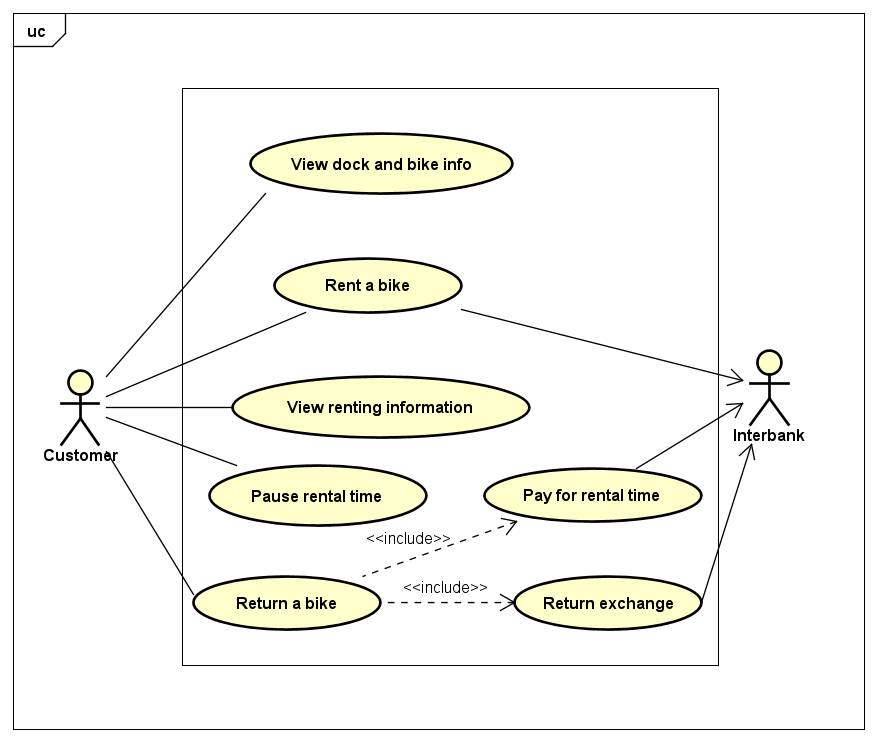 uc
View dock and bike info
Rent a bike
View renting information
Customer
Interbank
Pause rental time
Pay for rental time
<<include>>
<<include>>
Return a bike
Return exchange